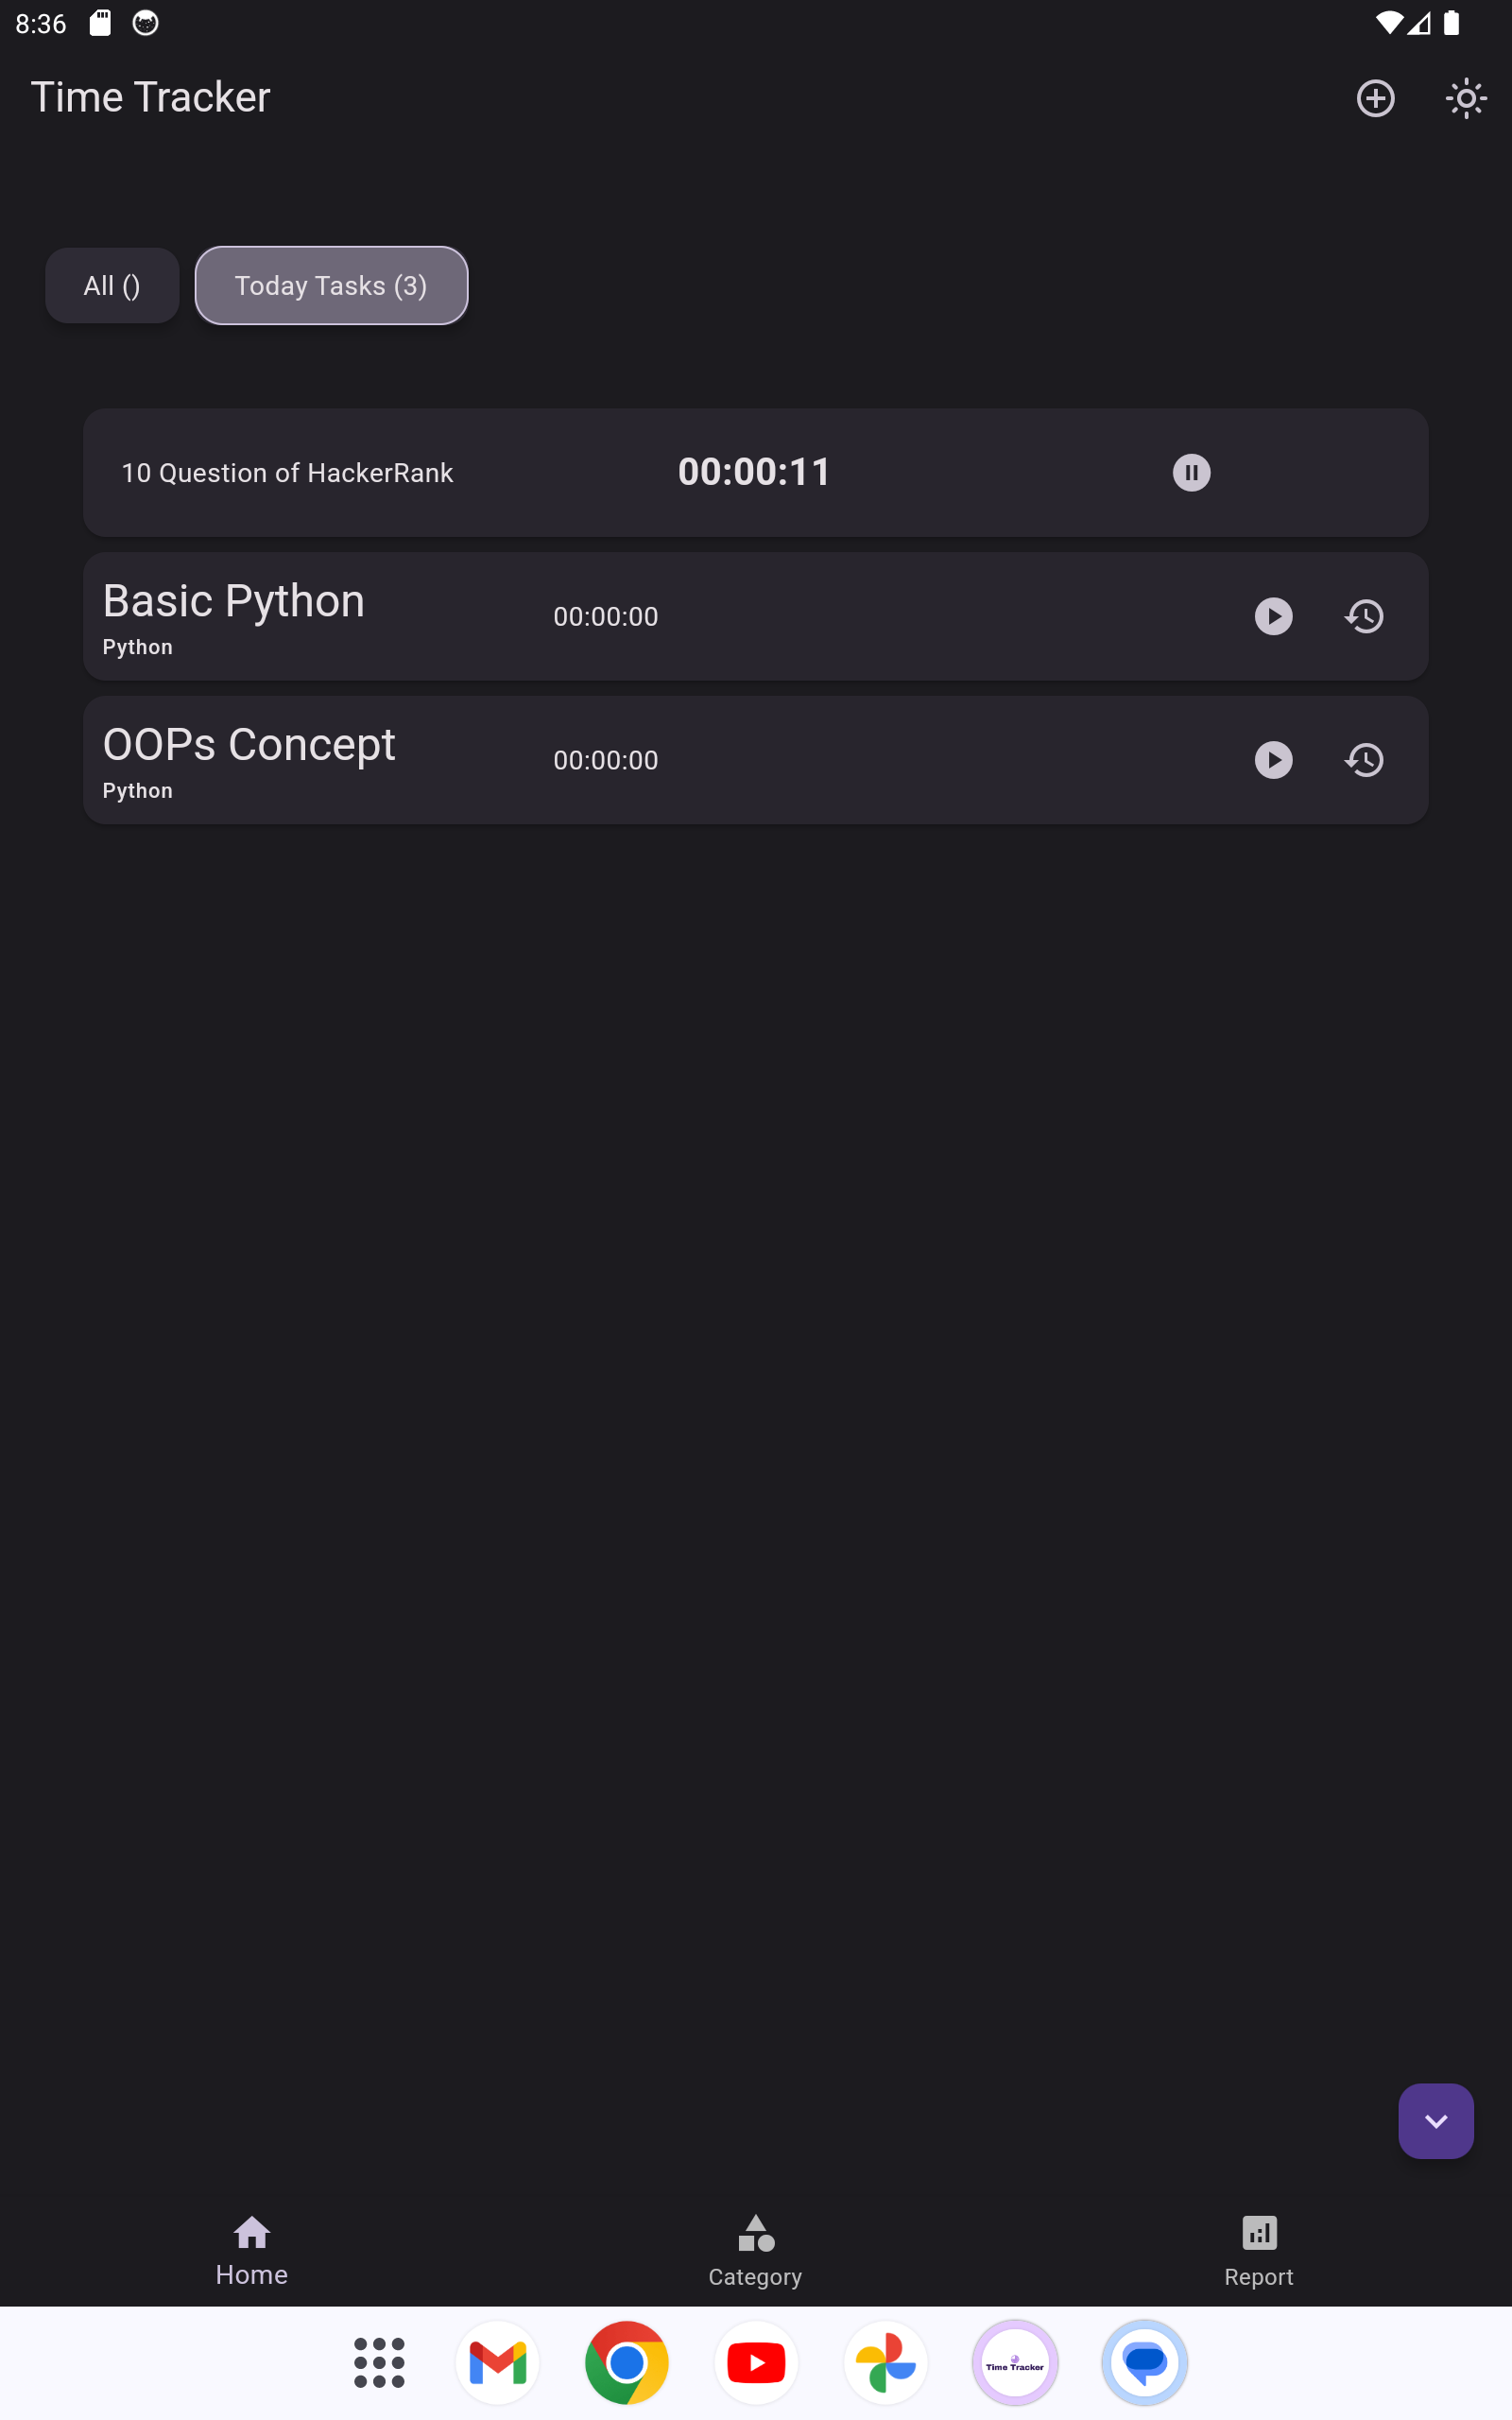 8:36
Time Tracker
All ()
Today Tasks (3)
10 Question of HackerRank
00:00:11
Basic Python
Python
00:00:00
OOPs Concept
Python
00:00:00
Home
Category
Report
Time Tracker